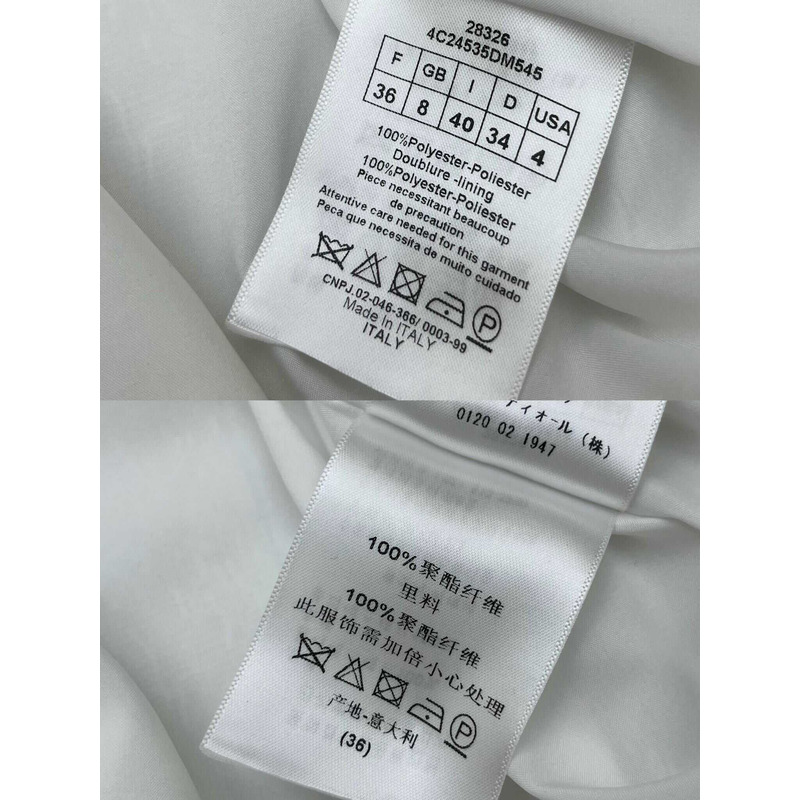 28326
4C24535DM545
F GB I D USA
36 8 40 34 4
100%Polyester-Poliester
Doublure -lining
100%Polyester-Poliester
Piece necessitant beaucoup
de precaution
Attentive care needed for this garment
Peca que necessita de muito cuidado
P
CNPJ.02-046-366/ 0003-99
Made in ITALY
ITALY
ディオール (株)
0120 02 1947
100%聚酯纤维
里料
100%聚酯纤维
此服饰需加倍小心处理
P
产地-意大利
(36)